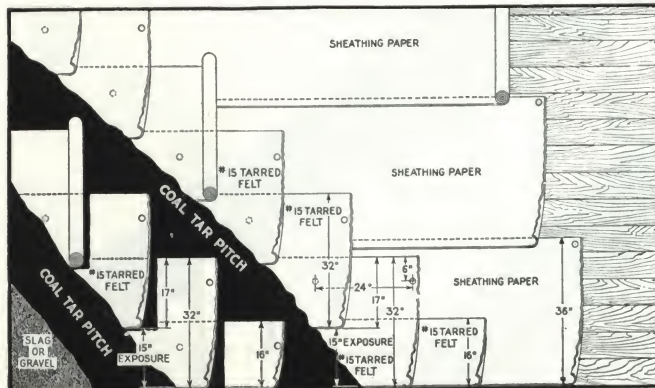 SHEATHING PAPER
SHEATHING PAPER
# 15 TARRED
FELT
# 15 TARRED
FELT
COAL TAR PITCH
32"
6"
24"
SHEATHING PAPER
# 15 TARRED
FELT
17"
32"
17"
32"
36"
COAL TAR PITCH
SLAG
OR
GRAVEL
15"
EXPOSURE
16"
15" EXPOSURE
# 15 TARRED
FELT
# 15 TARRED
FELT
16"